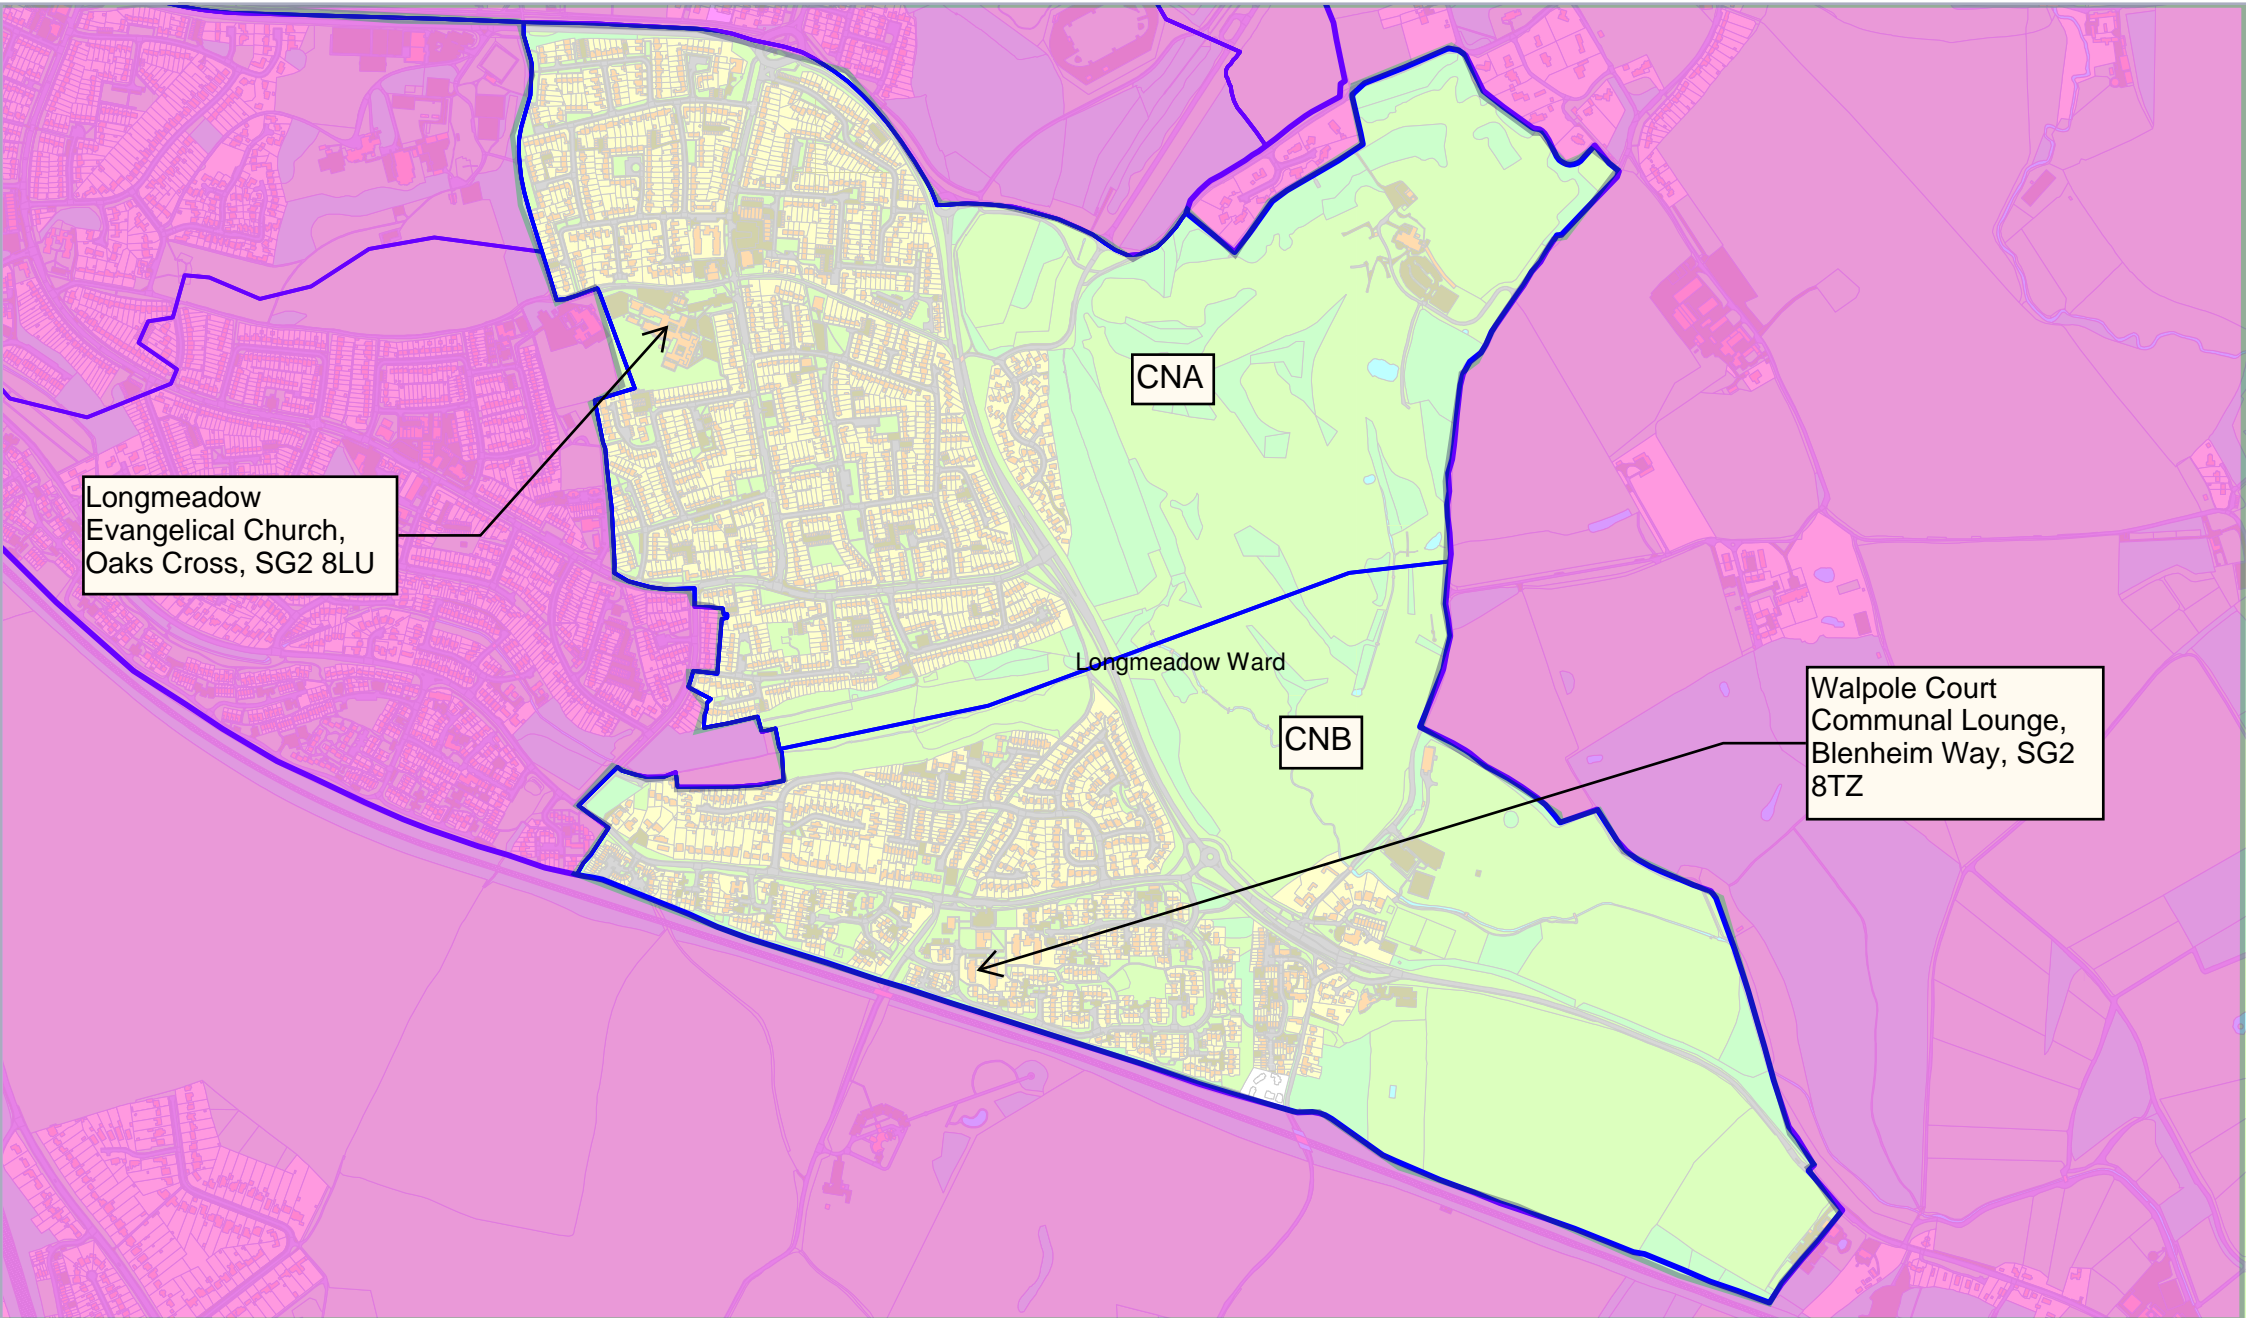 CNA
Longmeadow
Evangelical Church,
Oaks Cross, SG2 8LU
Longmeadow Ward
CNB
Walpole Court
Communal Lounge,
Blenheim Way, SG2
8TZ